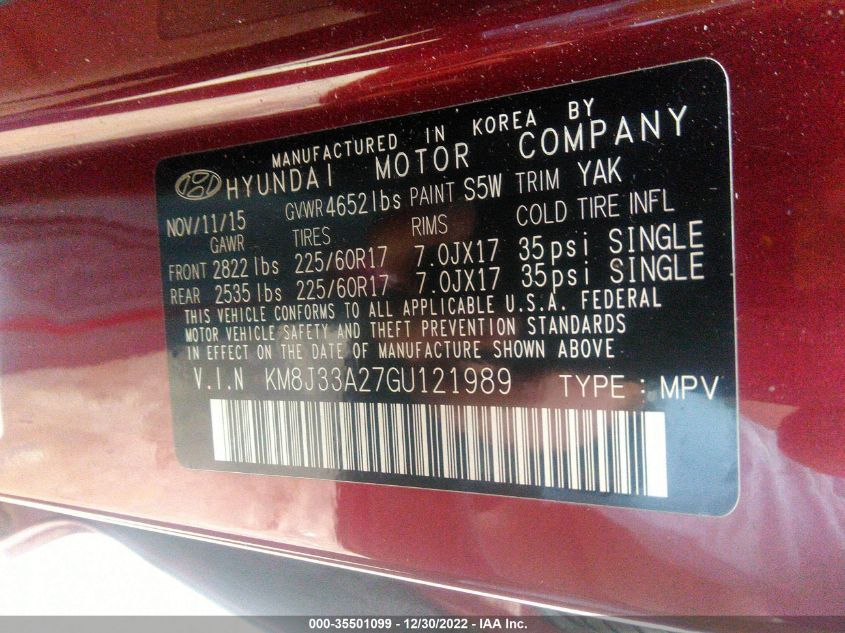 MANUFACTURED IN KOREA BY
HYUNDAI MOTOR COMPANY
NOV/11/15 GVWR 4652 lbs PAINT S5W TRIM YAK
GAWR TIRES RIMS COLD TIRE INFL
FRONT 2822 lbs 225/60R17 7.0JX17 35psi SINGLE
REAR 2535 lbs 225/60R17 7.0JX17 35psi SINGLE
THIS VEHICLE CONFORMS TO ALL APPLICABLE U.S.A. FEDERAL
MOTOR VEHICLE SAFETY AND THEFT PREVENTION STANDARDS
IN EFFECT ON THE DATE OF MANUFACTURE SHOWN ABOVE
V.I.N KM8J33A27GU121989 TYPE : MPV
000-35501099 - 12/30/2022 - IAA Inc.